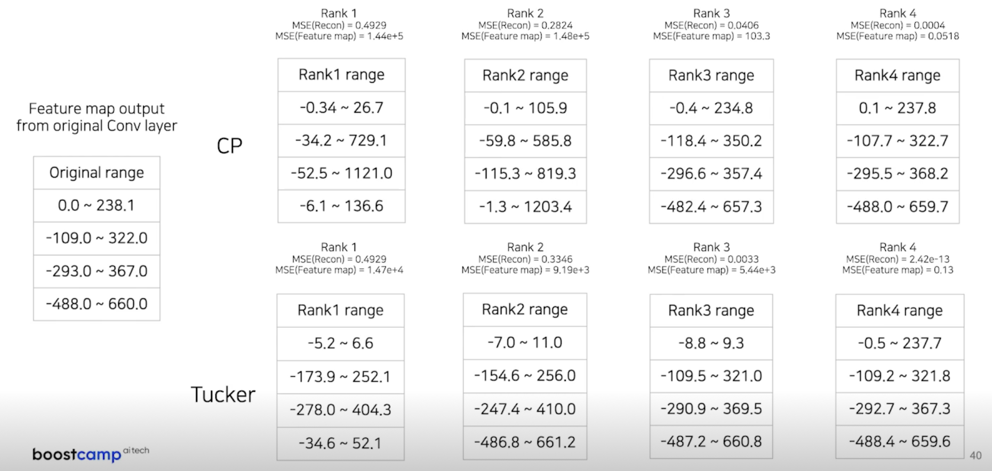 Rank 1
MSE(Recon) = 0.4929
MSE(Feature map) = 1.44e+5
Rank 2
MSE(Recon) = 0.2824
MSE(Feature map) = 1.48e+5
Rank 3
MSE(Recon) = 0.0406
MSE(Feature map) = 103.3
Rank 4
MSE(Recon) = 0.0004
MSE(Feature map) = 0.0518
Feature map output
from original Conv layer
Original range
0.0 ~ 238.1
-109.0 ~ 322.0
-293.0 ~ 367.0
-488.0 ~ 660.0
CP
Rank1 range
-0.34 ~ 26.7
-34.2 ~ 729.1
-52.5 ~ 1121.0
-6.1 ~ 136.6
Rank2 range
-0.1 ~ 105.9
-59.8 ~ 585.8
-115.3 ~ 819.3
-1.3 ~ 1203.4
Rank3 range
-0.4 ~ 234.8
-118.4 ~ 350.2
-296.6 ~ 357.4
-482.4 ~ 657.3
Rank4 range
0.1 ~ 237.8
-107.7 ~ 322.7
-295.5 ~ 368.2
-488.0 ~ 659.7
Rank 1
MSE(Recon) = 0.4929
MSE(Feature map) = 1.47e+4
Rank 2
MSE(Recon) = 0.3346
MSE(Feature map) = 9.19e+3
Rank 3
MSE(Recon) = 0.0033
MSE(Feature map) = 5.44e+3
Rank 4
MSE(Recon) = 2.42e-13
MSE(Feature map) = 0.13
Tucker
Rank1 range
-5.2 ~ 6.6
-173.9 ~ 252.1
-278.0 ~ 404.3
-34.6 ~ 52.1
Rank2 range
-7.0 ~ 11.0
-154.6 ~ 256.0
-247.4 ~ 410.0
-486.8 ~ 661.2
Rank3 range
-8.8 ~ 9.3
-109.5 ~ 321.0
-290.9 ~ 369.5
-487.2 ~ 660.8
Rank4 range
-0.5 ~ 237.7
-109.2 ~ 321.8
-292.7 ~ 367.3
-488.4 ~ 659.6
boostcamp ai tech
40